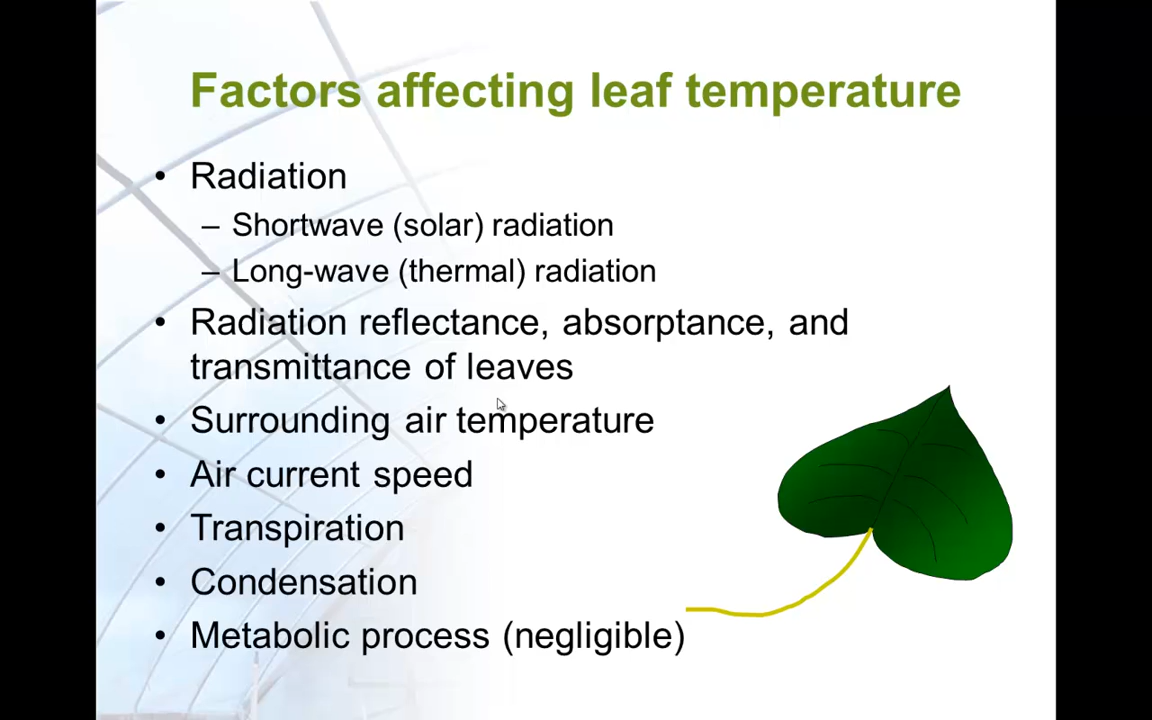 Factors affecting leaf temperature
• Radiation
– Shortwave (solar) radiation
– Long-wave (thermal) radiation
• Radiation reflectance, absorptance, and
transmittance of leaves
• Surrounding air temperature
• Air current speed
• Transpiration
• Condensation
• Metabolic process (negligible)